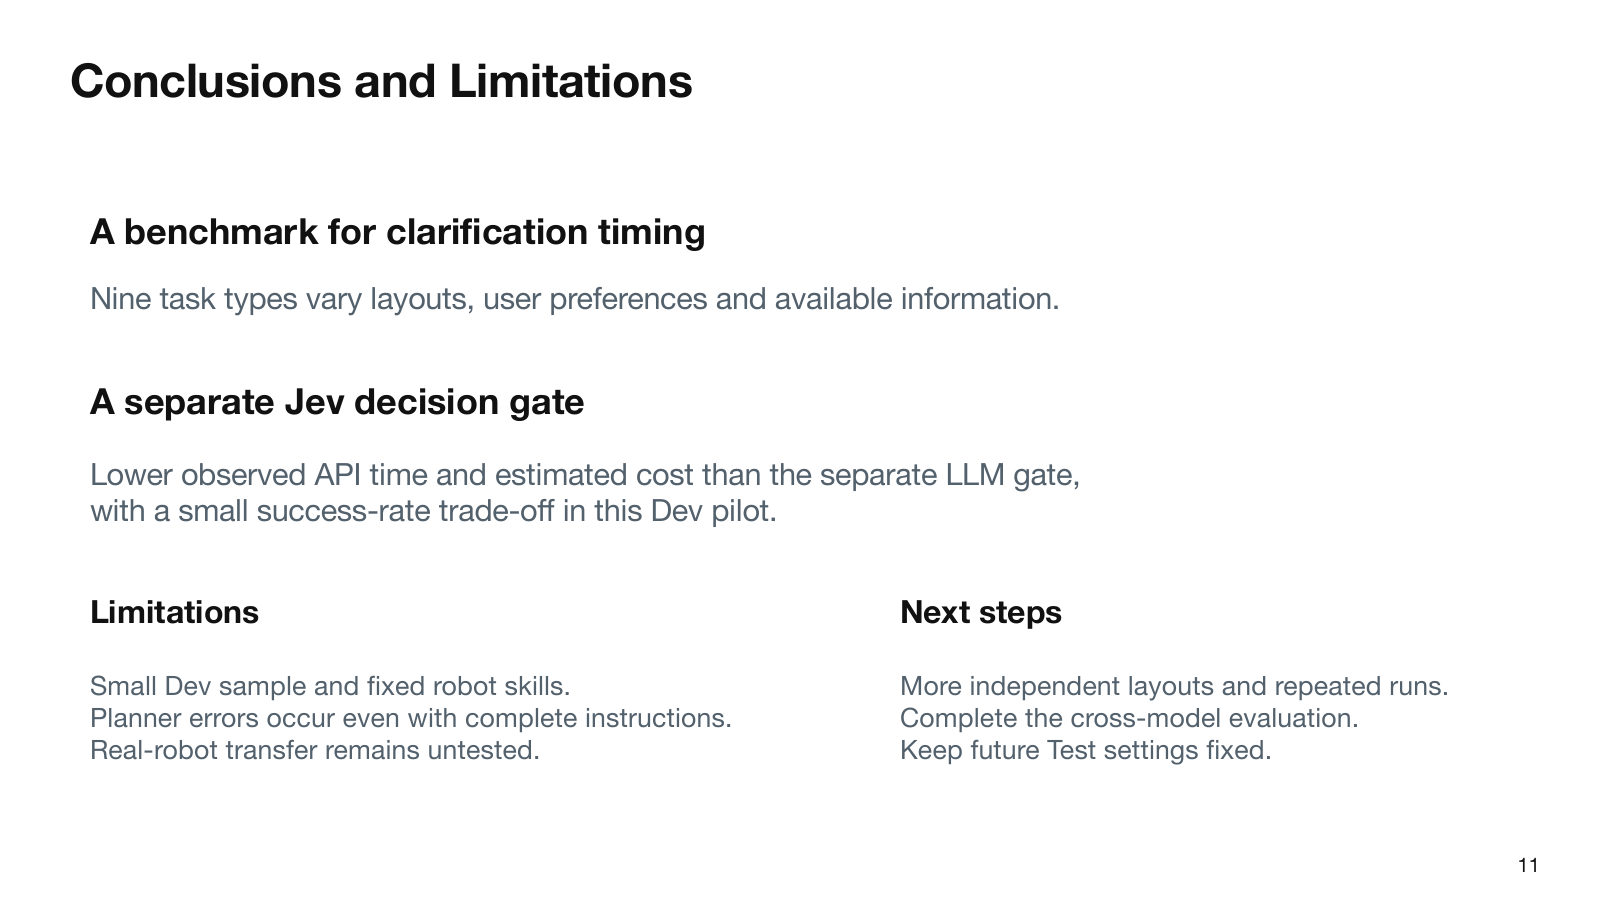 Conclusions and Limitations
A benchmark for clarification timing
Nine task types vary layouts, user preferences and available information.
A separate Jev decision gate
Lower observed API time and estimated cost than the separate LLM gate,
with a small success-rate trade-off in this Dev pilot.
Limitations
Small Dev sample and fixed robot skills.
Planner errors occur even with complete instructions.
Real-robot transfer remains untested.
Next steps
More independent layouts and repeated runs.
Complete the cross-model evaluation.
Keep future Test settings fixed.
11